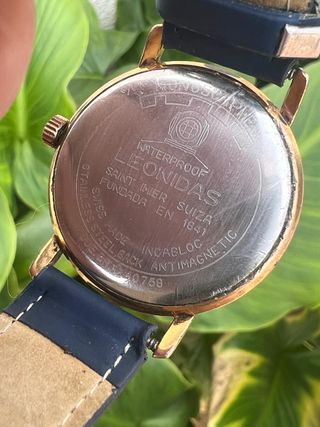 WATERPROOF
LEONIDAS
SAINT IMIER SUIZA
FUNDADA EN 1841
SWISS MADE INCABLOC
STAINLESS STEEL BACK ANTIMAGNETIC